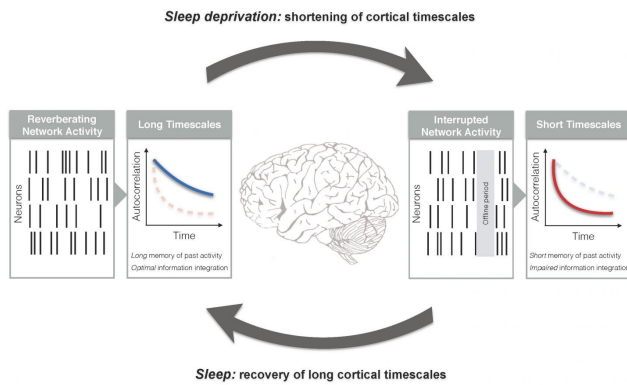 Sleep deprivation: shortening of cortical timescales
Reverberating
Network Activity
Neurons
Long Timescales
Autocorrelation
Time
Long memory of past activity
Optimal information integration
Interrupted
Network Activity
Neurons
Offline period
Short Timescales
Autocorrelation
Time
Short memory of past activity
Impaired information integration
Sleep: recovery of long cortical timescales